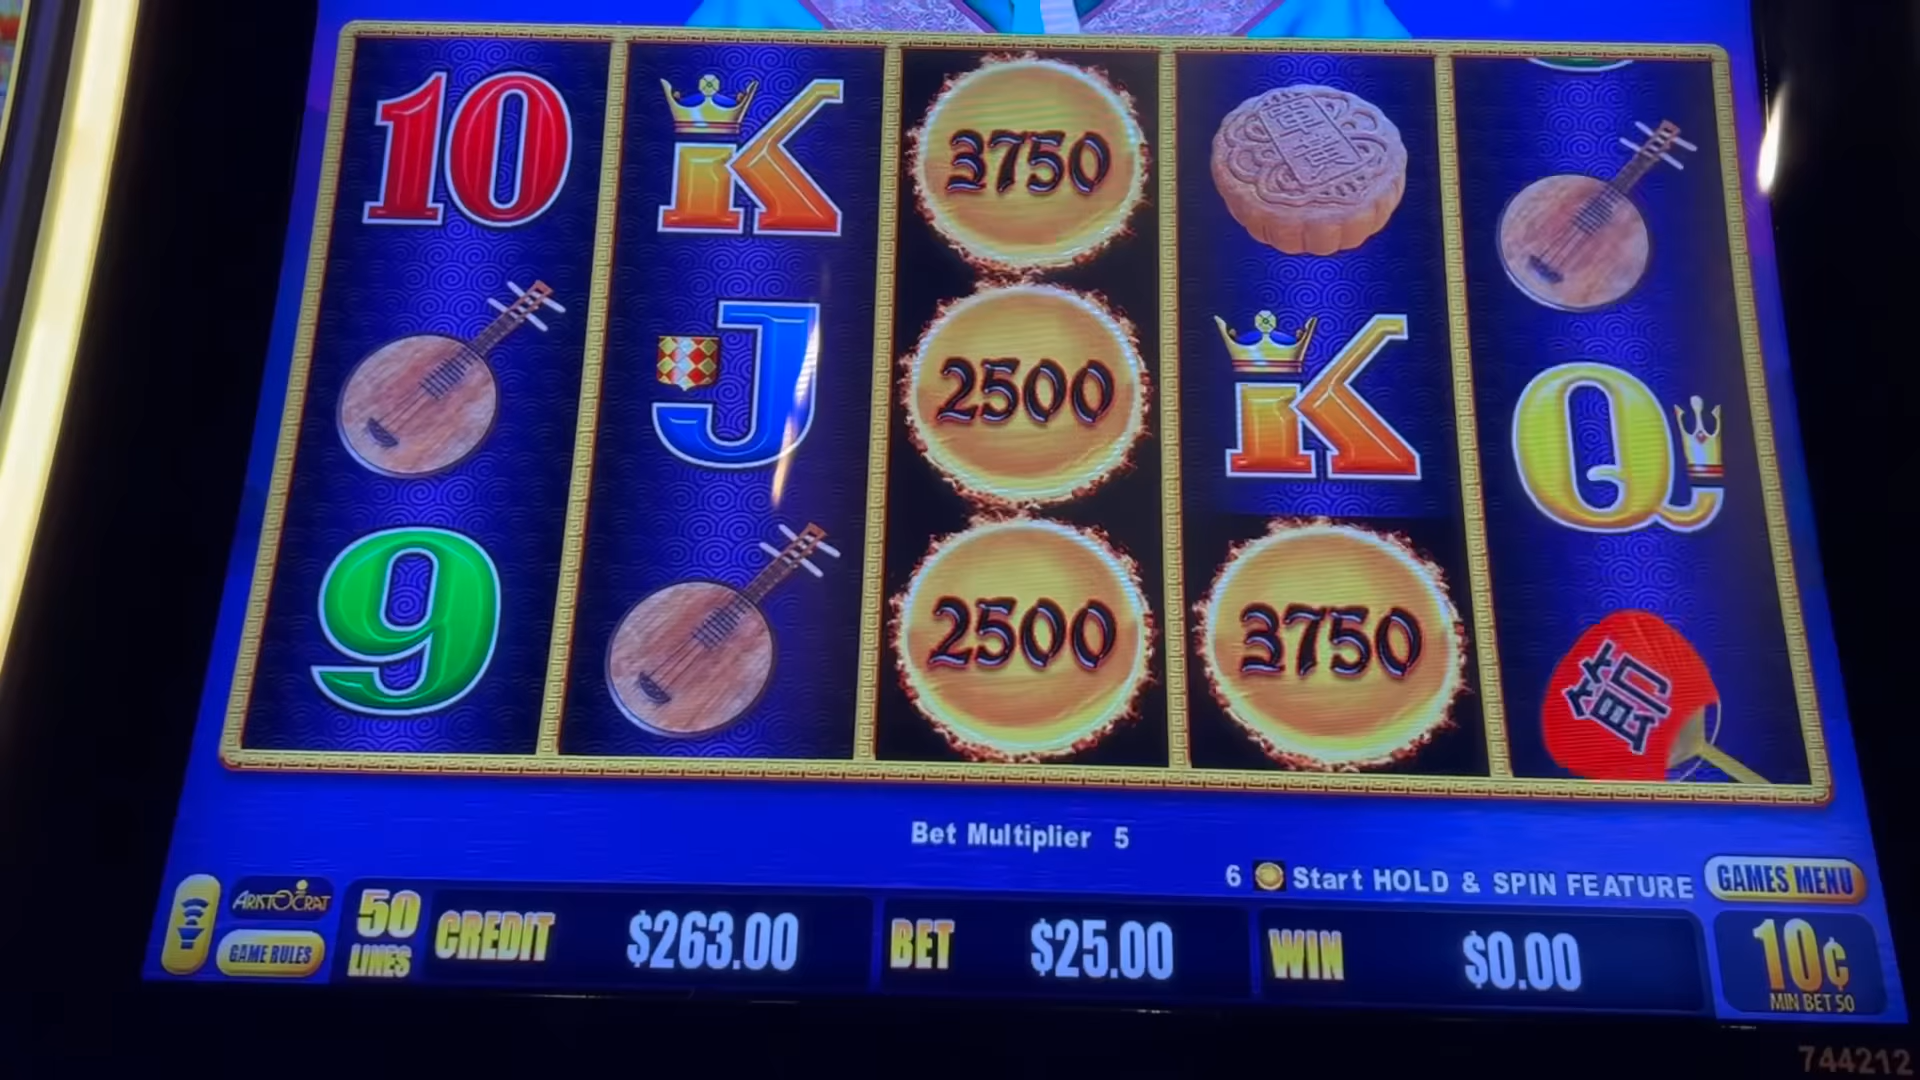 10 K 3750
J 2500 K Q
9 2500 3750
Bet Multiplier 5
6 Start HOLD & SPIN FEATURE
GAMES MENU
ARISTOCRAT
GAME RULES
50 LINES
CREDIT $263.00
BET $25.00
WIN $0.00
10¢
MIN BET 50
744212